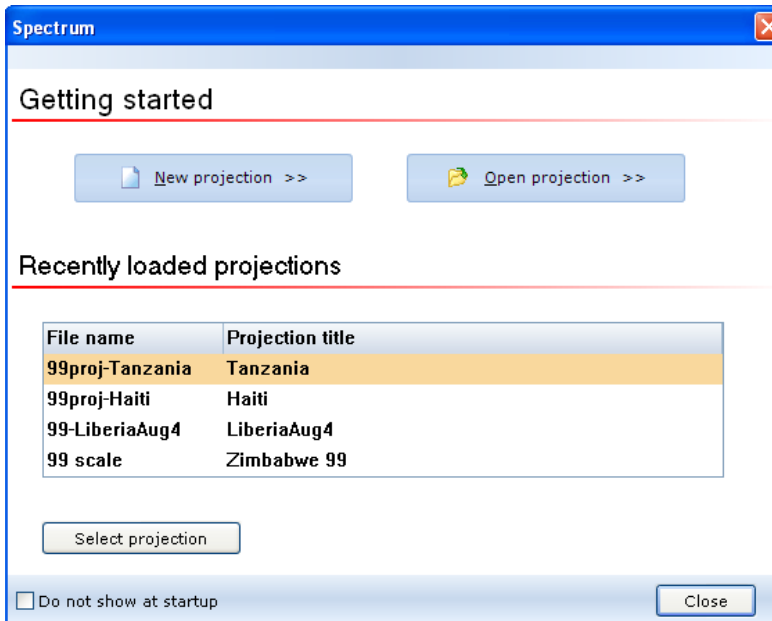 Spectrum
Getting started
New projection >> Open projection >>
Recently loaded projections
File name Projection title
99proj-Tanzania Tanzania
99proj-Haiti Haiti
99-LiberiaAug4 LiberiaAug4
99 scale Zimbabwe 99
Select projection
Do not show at startup Close